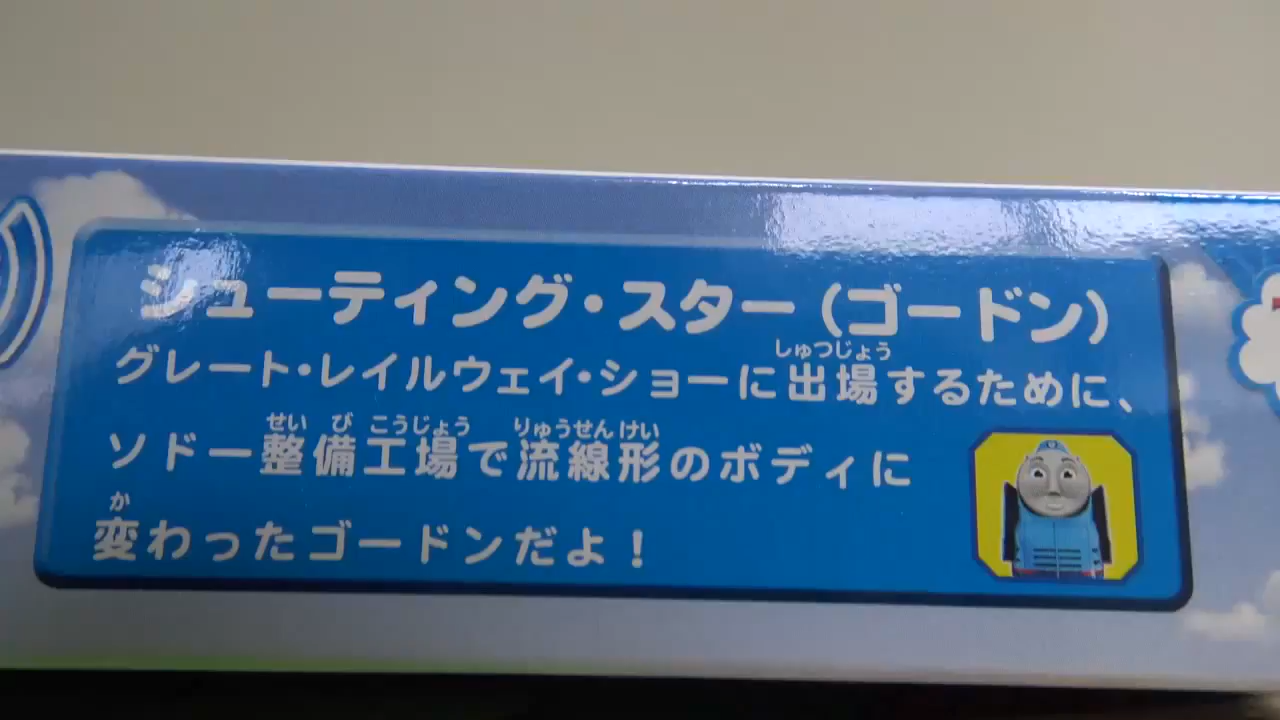 シューティング・スター(ゴードン)
グレート・レイルウェイ・ショーに出場するために、
しゅつじょう
ソドー整備工場で流線形のボディに
せい び こうじょう りゅうせん けい
変わったゴードンだよ!
か